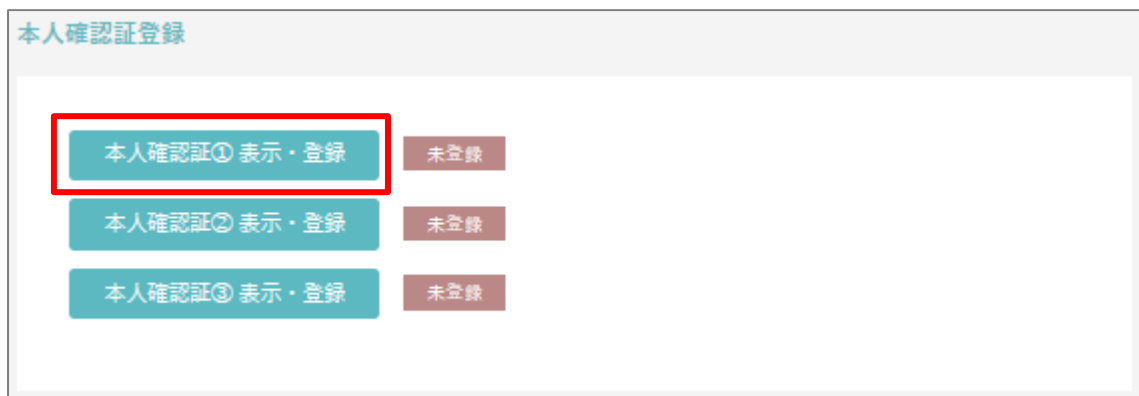 本人確認証登録
本人確認証① 表示・登録 未登録
本人確認証② 表示・登録 未登録
本人確認証③ 表示・登録 未登録